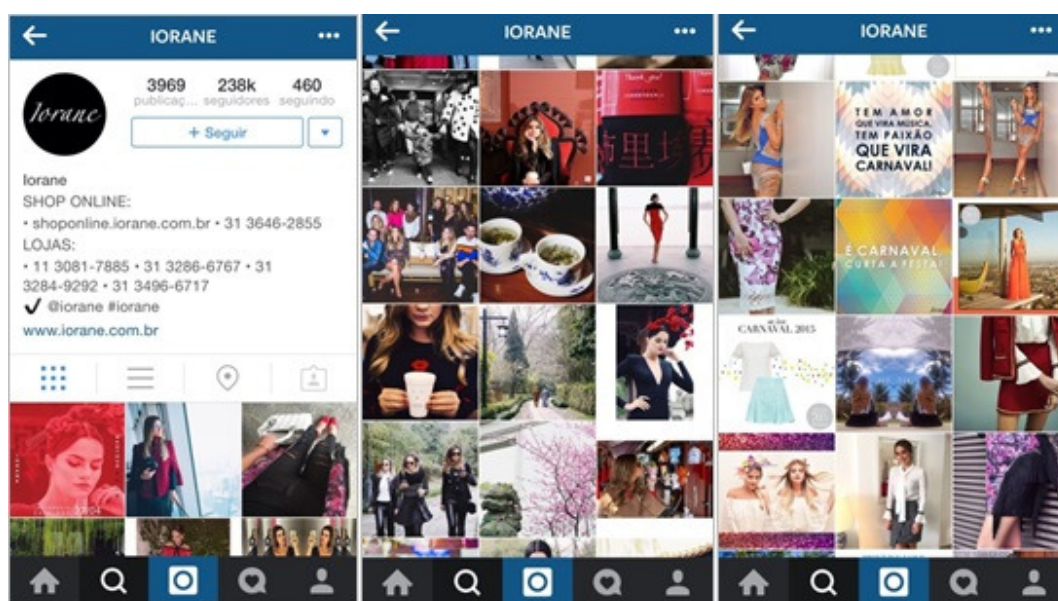 IORANE
Iorane
3969 238k 460
publicaç... seguidores seguindo
+ Seguir
Iorane
SHOP ONLINE:
• shoponline.iorane.com.br • 31 3646-2855
LOJAS:
• 11 3081-7885 • 31 3286-6767 • 31
3284-9292 • 31 3496-6717
✓ @iorane #iorane
www.iorane.com.br
IORANE
Thank you!
IORANE
TEM AMOR
QUE VIRA MÚSICA,
TEM PAIXÃO
QUE VIRA
CARNAVAL!
É CARNAVAL,
CURTA A FESTA!
CARNAVAL 2015